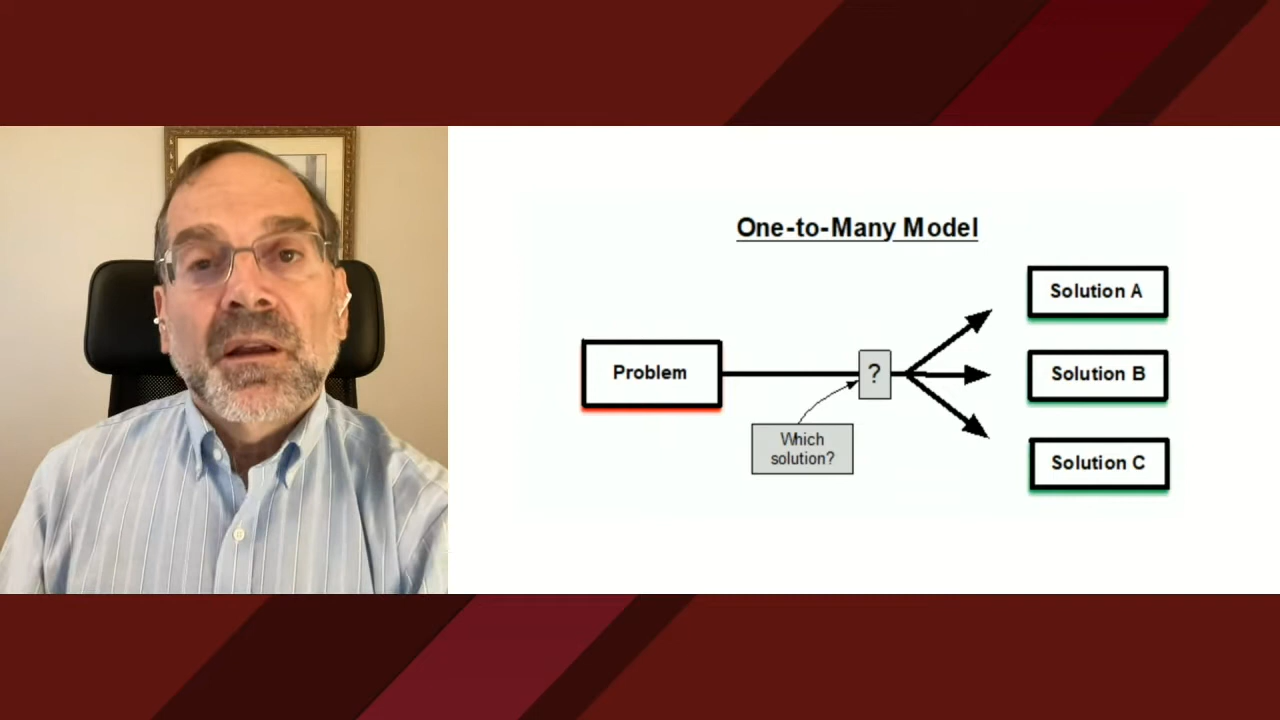 One-to-Many Model
Solution A
Problem
?
Solution B
Which
solution?
Solution C